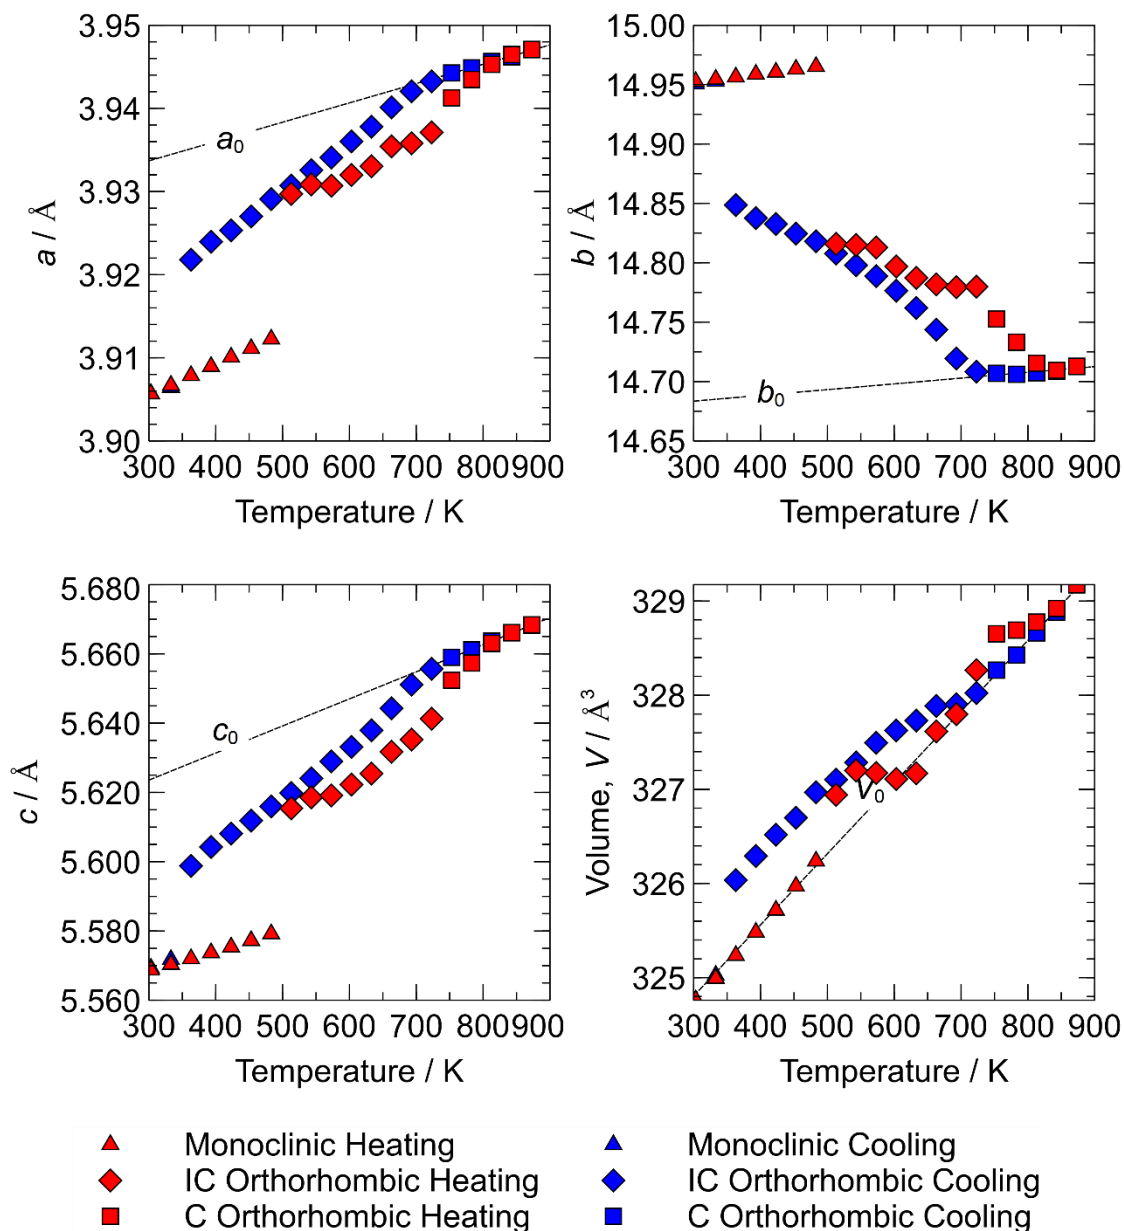 3.95
3.94
3.93
3.92
3.91
3.90
a / Å
a₀
300 400 500 600 700 800 900
Temperature / K
15.00
14.95
14.90
14.85
14.80
14.75
14.70
14.65
b / Å
b₀
300 400 500 600 700 800 900
Temperature / K
5.680
5.660
5.640
5.620
5.600
5.580
5.560
c / Å
c₀
300 400 500 600 700 800 900
Temperature / K
329
328
327
326
325
Volume, V / Å³
V₀
300 400 500 600 700 800 900
Temperature / K
Monoclinic Heating
Monoclinic Cooling
IC Orthorhombic Heating
IC Orthorhombic Cooling
C Orthorhombic Heating
C Orthorhombic Cooling